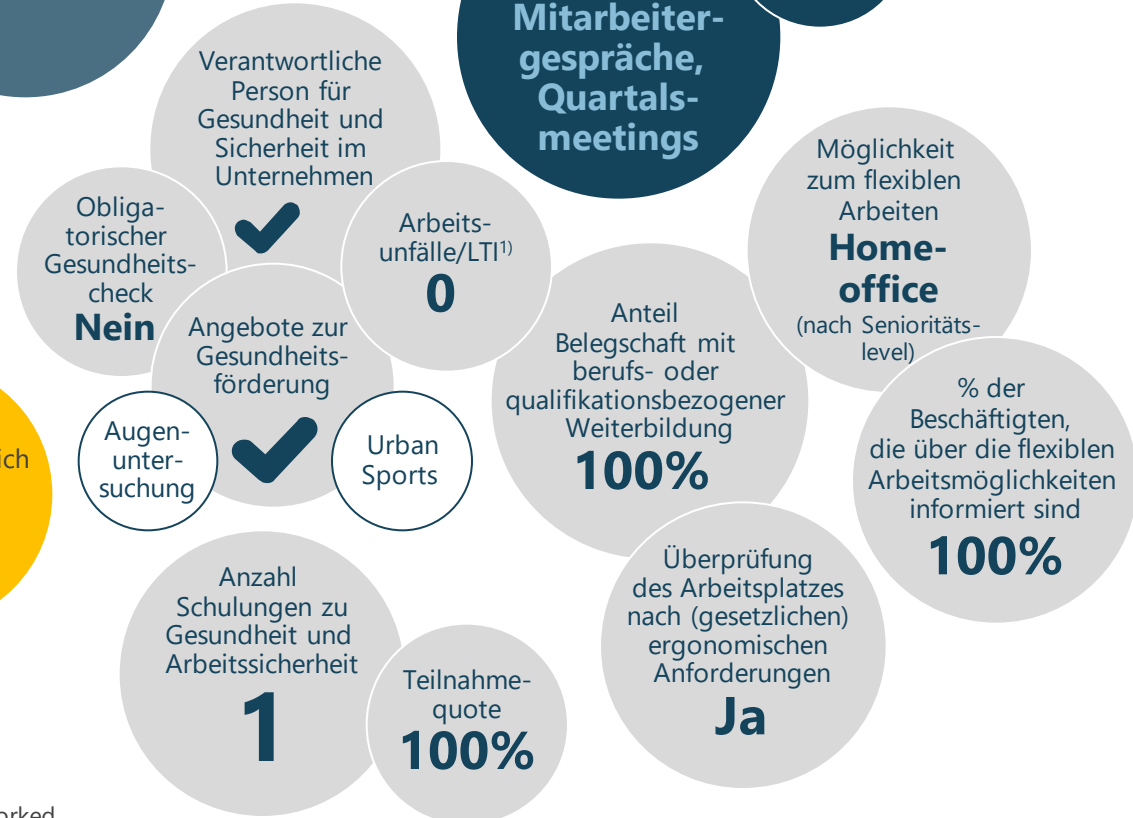 Mitarbeiter-
gespräche,
Quartals-
meetings
Verantwortliche
Person für
Gesundheit und
Sicherheit im
Unternehmen
Obliga-
torischer
Gesundheits-
check
Nein
Arbeits-
unfälle/LTI¹⁾
0
Möglichkeit
zum flexiblen
Arbeiten
Home-
office
(nach Senioritäts-
level)
Angebote zur
Gesundheits-
förderung
Augen-
unter-
suchung
Urban
Sports
Anteil
Belegschaft mit
berufs- oder
qualifikationsbezogener
Weiterbildung
100%
% der
Beschäftigten,
die über die flexiblen
Arbeitsmöglichkeiten
informiert sind
100%
Anzahl
Schulungen zu
Gesundheit und
Arbeitssicherheit
1
Teilnahme-
quote
100%
Überprüfung
des Arbeitsplatzes
nach (gesetzlichen)
ergonomischen
Anforderungen
Ja